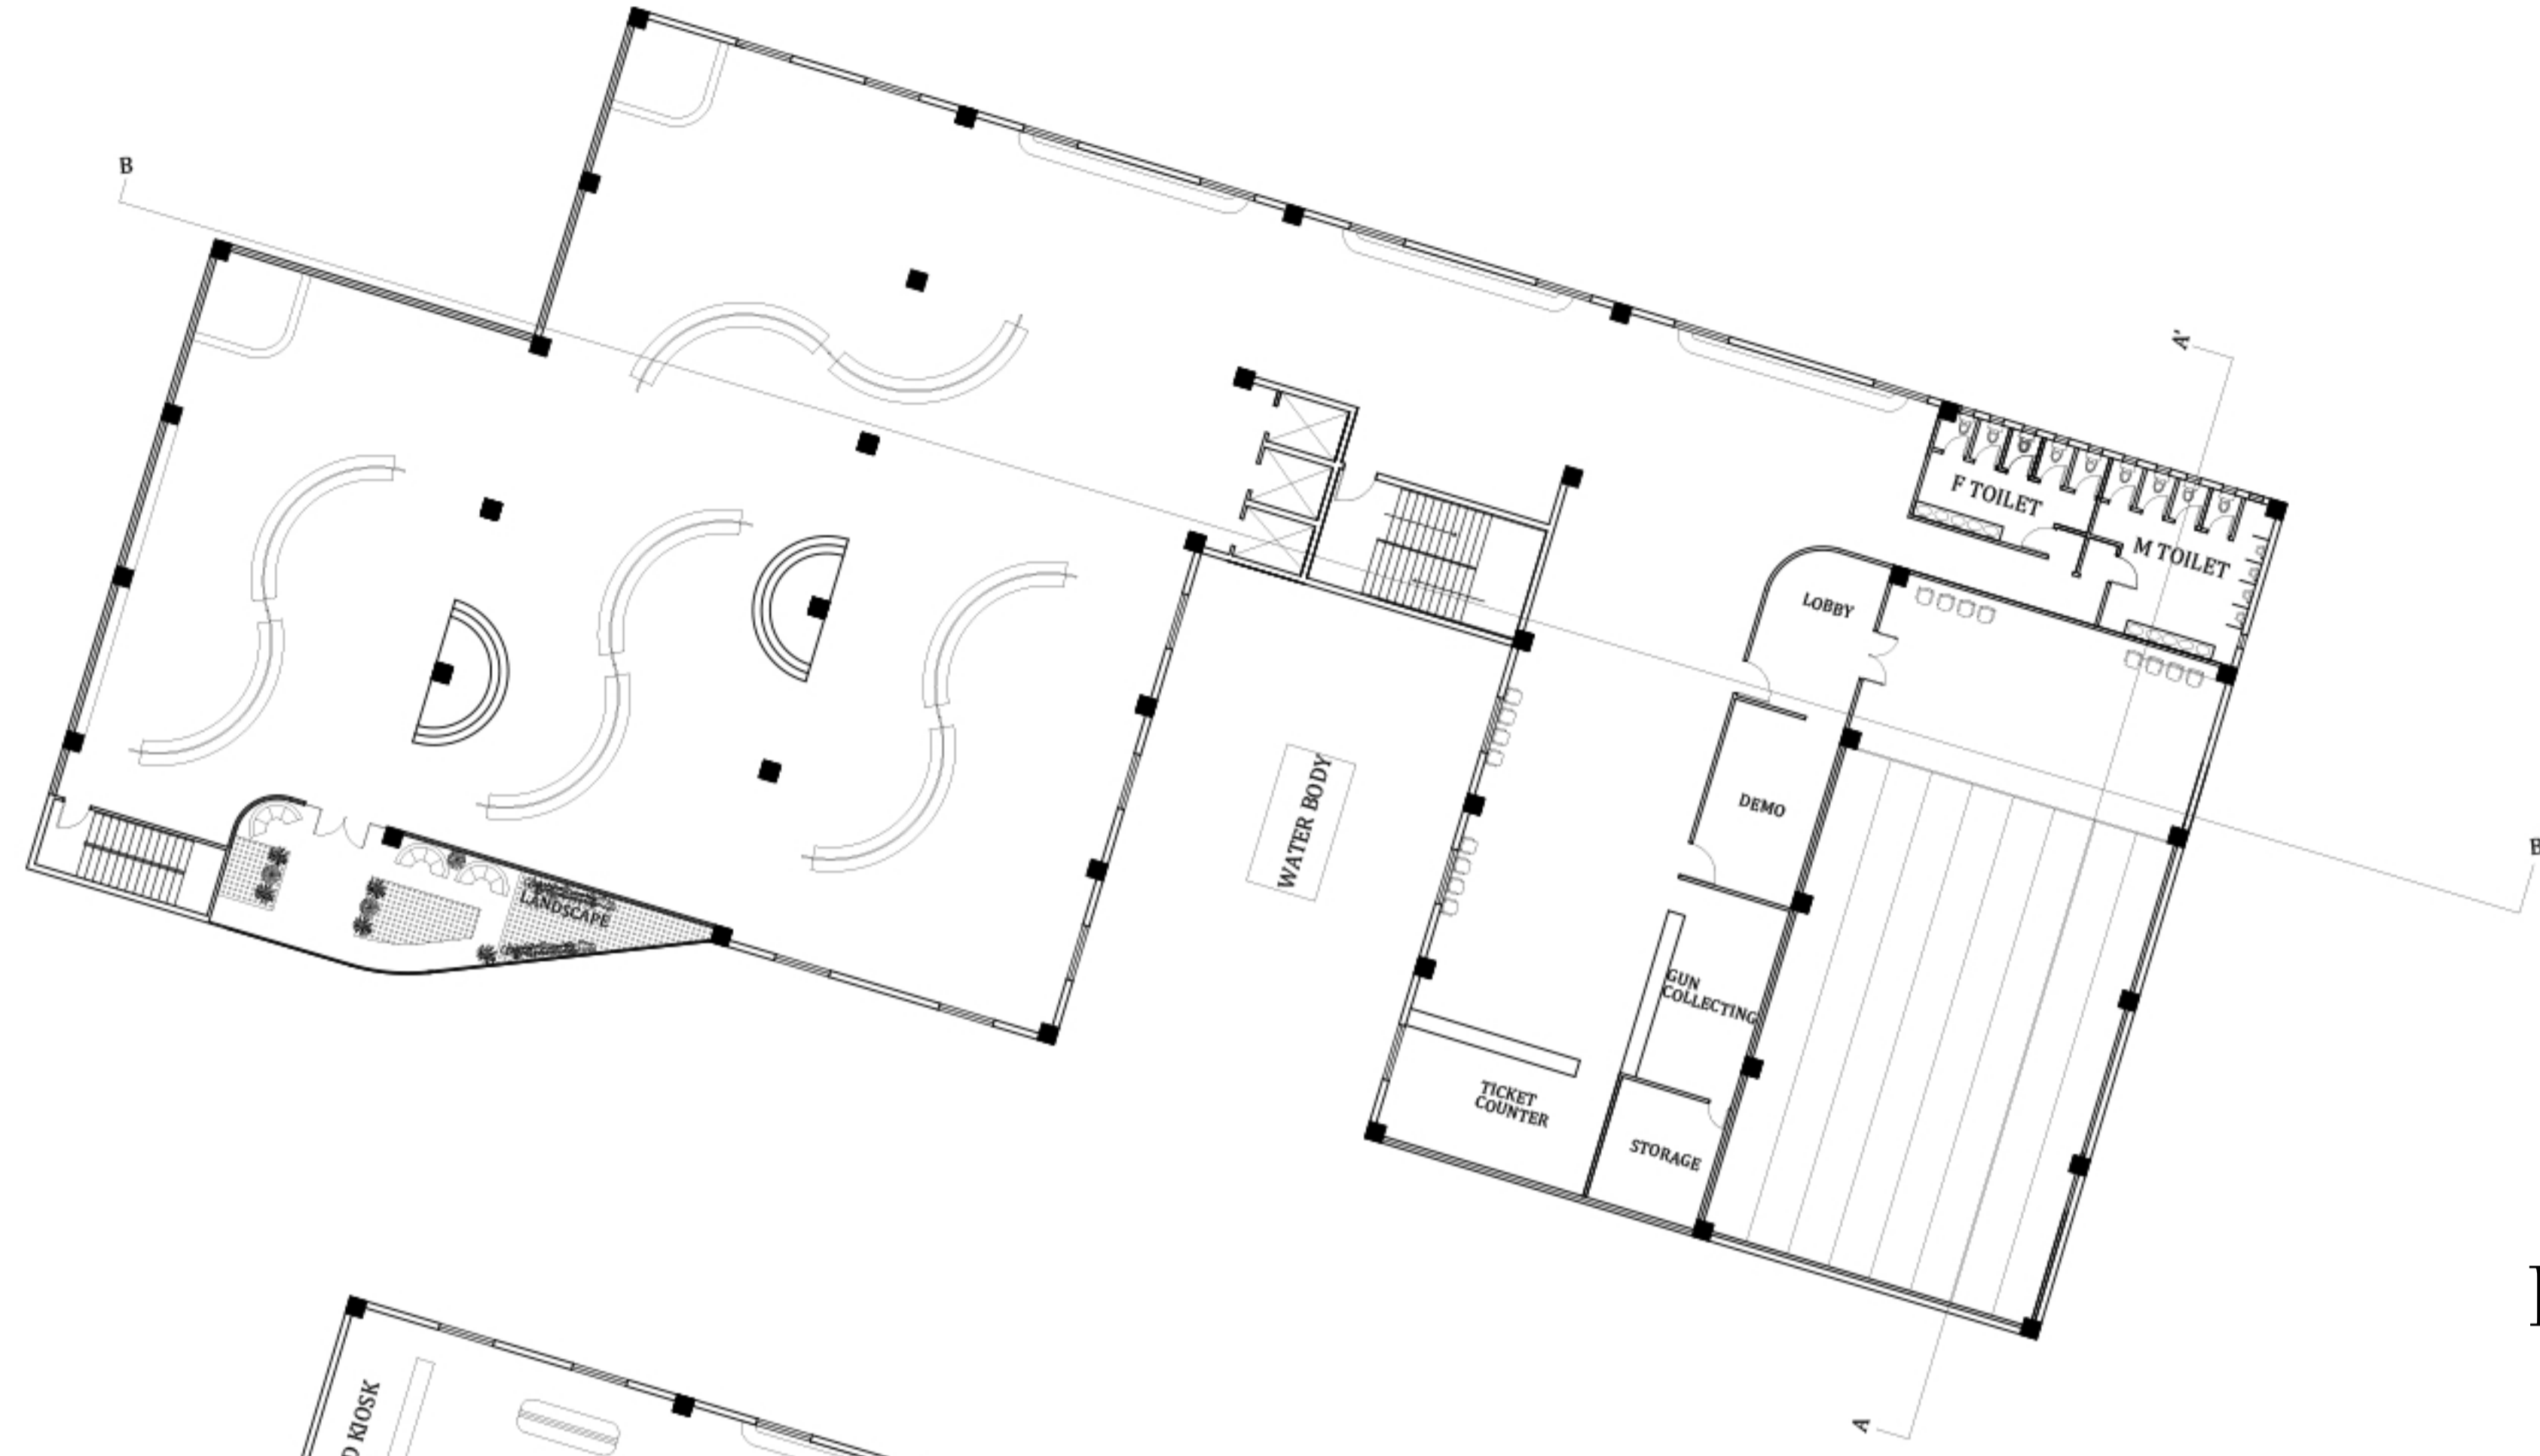 B
A'
F TOILET
M TOILET
LOBBY
WATER BODY
DEMO
B
LANDSCAPE
GUN
COLLECTING
TICKET
COUNTER
STORAGE
A
KIOSK